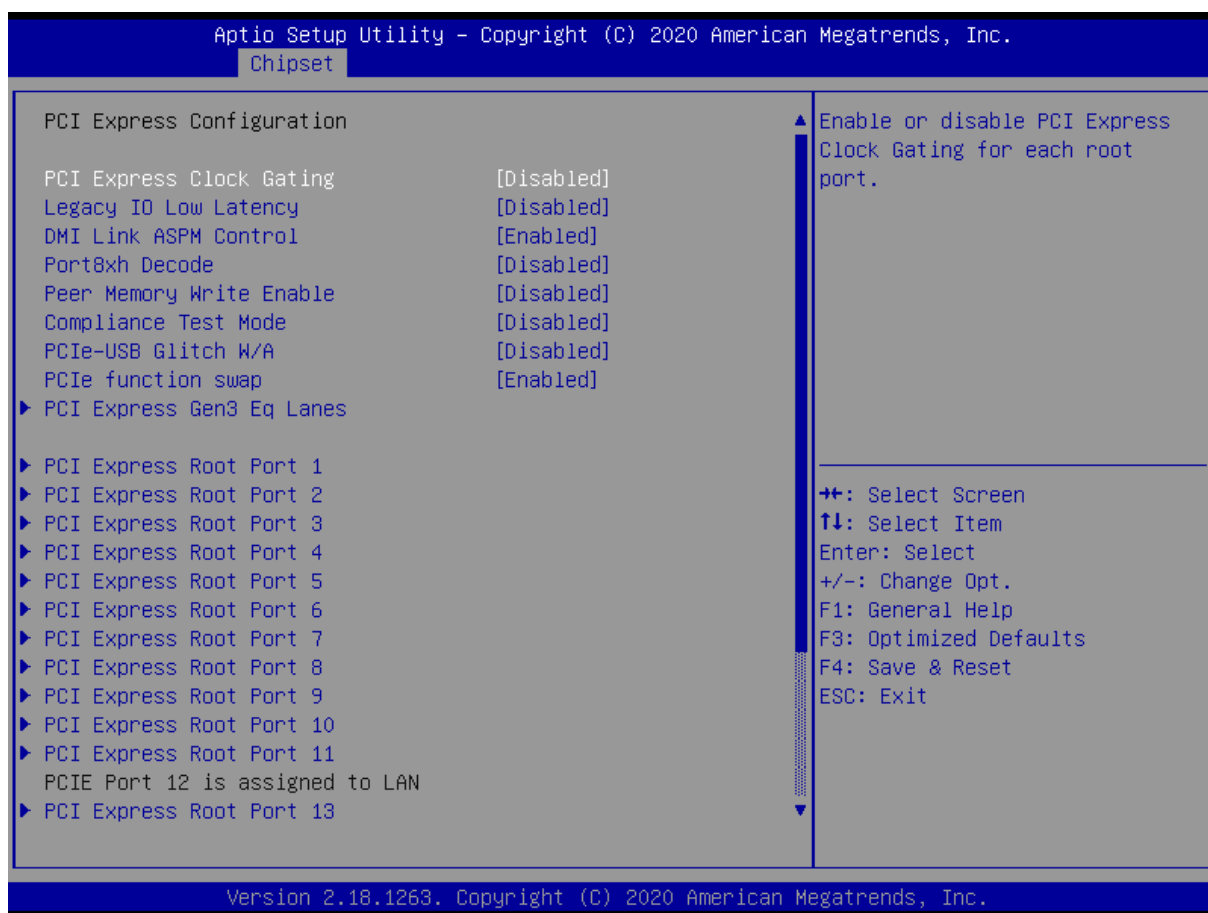 Aptio Setup Utility – Copyright (C) 2020 American Megatrends, Inc.
Chipset
PCI Express Configuration
PCI Express Clock Gating [Disabled]
Legacy IO Low Latency [Disabled]
DMI Link ASPM Control [Enabled]
Port8xh Decode [Disabled]
Peer Memory Write Enable [Disabled]
Compliance Test Mode [Disabled]
PCIe-USB Glitch W/A [Disabled]
PCIe function swap [Enabled]
PCI Express Gen3 Eq Lanes
PCI Express Root Port 1
PCI Express Root Port 2
PCI Express Root Port 3
PCI Express Root Port 4
PCI Express Root Port 5
PCI Express Root Port 6
PCI Express Root Port 7
PCI Express Root Port 8
PCI Express Root Port 9
PCI Express Root Port 10
PCI Express Root Port 11
PCIE Port 12 is assigned to LAN
PCI Express Root Port 13
Enable or disable PCI Express
Clock Gating for each root
port.
→←: Select Screen
↑↓: Select Item
Enter: Select
+/-: Change Opt.
F1: General Help
F3: Optimized Defaults
F4: Save & Reset
ESC: Exit
Version 2.18.1263. Copyright (C) 2020 American Megatrends, Inc.